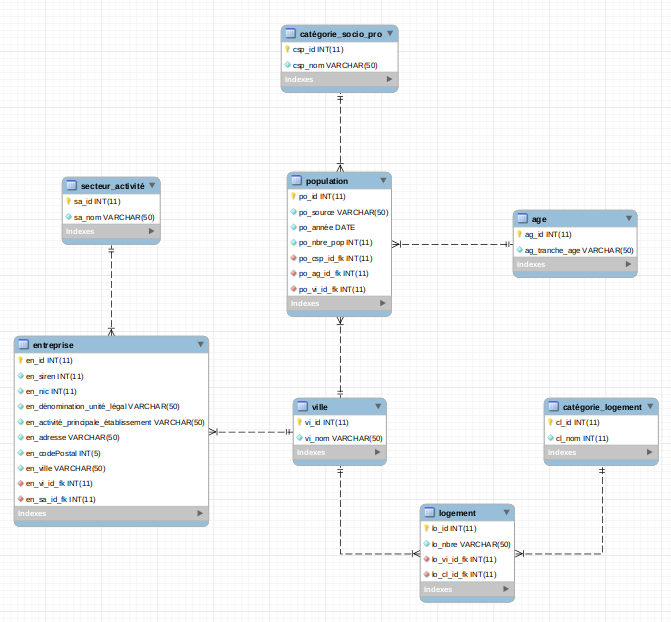 catégorie_socio_pro
csp_id INT(11)
csp_nom VARCHAR(50)
Indexes
secteur_activité
sa_id INT(11)
sa_nom VARCHAR(50)
Indexes
population
po_id INT(11)
po_source VARCHAR(50)
po_année DATE
po_nbre_pop INT(11)
po_csp_id_fk INT(11)
po_ag_id_fk INT(11)
po_vi_id_fk INT(11)
Indexes
age
ag_id INT(11)
ag_tranche_age VARCHAR(50)
Indexes
entreprise
en_id INT(11)
en_siren INT(11)
en_nic INT(11)
en_dénomination_unité_légal VARCHAR(50)
en_activité_principale_établissement VARCHAR(50)
en_adresse VARCHAR(50)
en_codePostal INT(5)
en_ville VARCHAR(50)
en_vi_id_fk INT(11)
en_sa_id_fk INT(11)
Indexes
ville
vi_id INT(11)
vi_nom VARCHAR(50)
Indexes
catégorie_logement
cl_id INT(11)
cl_nom INT(11)
Indexes
logement
lo_id INT(11)
lo_nbre VARCHAR(50)
lo_vi_id_fk INT(11)
lo_cl_id_fk INT(11)
Indexes